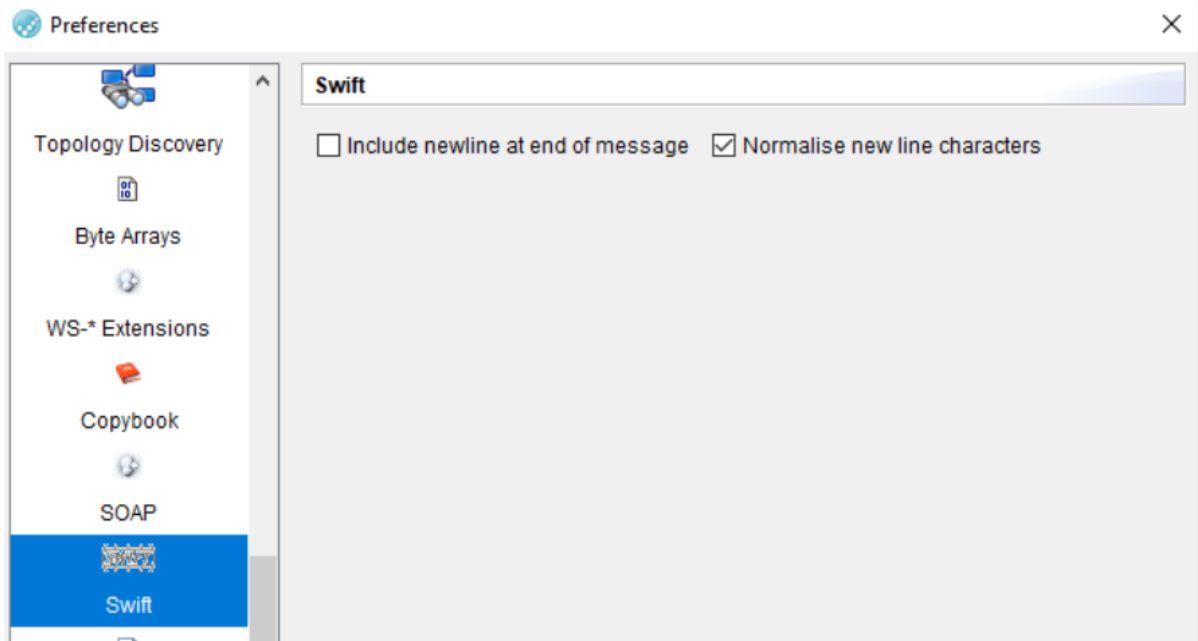 Preferences
Topology Discovery
Byte Arrays
WS-* Extensions
Copybook
SOAP
Swift
Swift
Include newline at end of message
Normalise new line characters